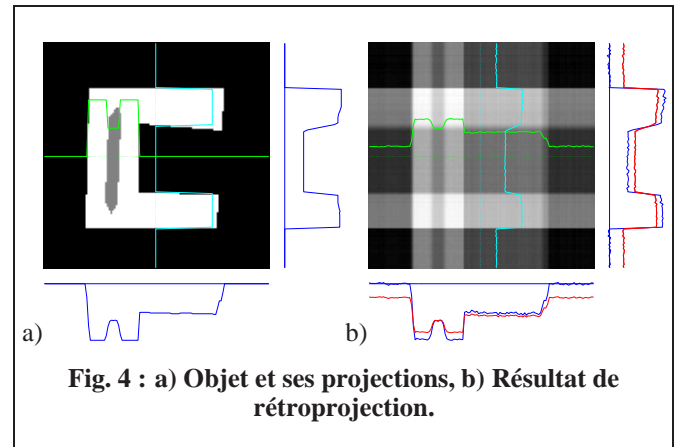 a)
b)
Fig. 4 : a) Objet et ses projections, b) Résultat de
rétroprojection.